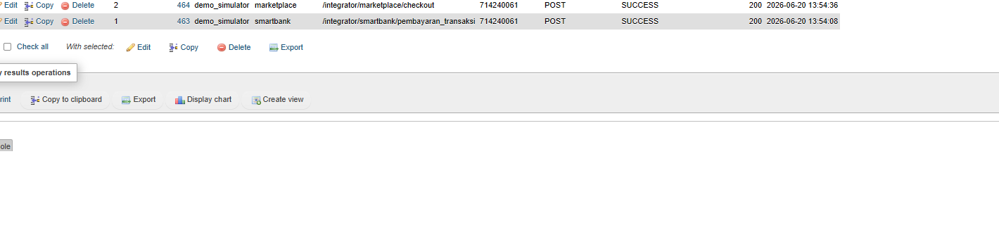 Edit Copy Delete 2 464 demo_simulator marketplace /integrator/marketplace/checkout 714240061 POST SUCCESS 200 2026-06-20 13:54:36
Edit Copy Delete 1 463 demo_simulator smartbank /integrator/smartbank/pembayaran_transaksi 714240061 POST SUCCESS 200 2026-06-20 13:54:08
Check all With selected: Edit Copy Delete Export
y results operations
rint Copy to clipboard Export Display chart Create view
ole